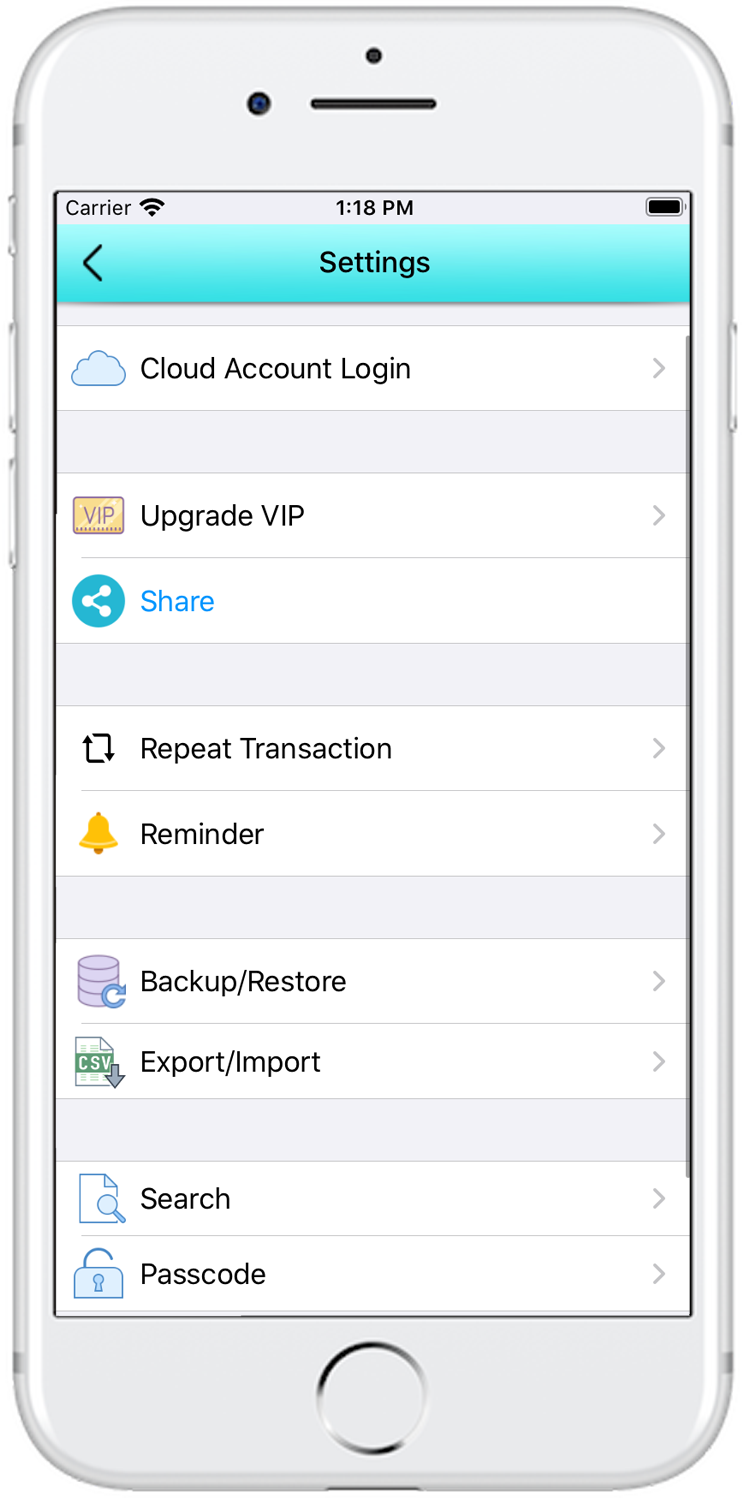 Carrier 1:18 PM
Settings
Cloud Account Login
VIP Upgrade VIP
Share
Repeat Transaction
Reminder
Backup/Restore
CSV Export/Import
Search
Passcode